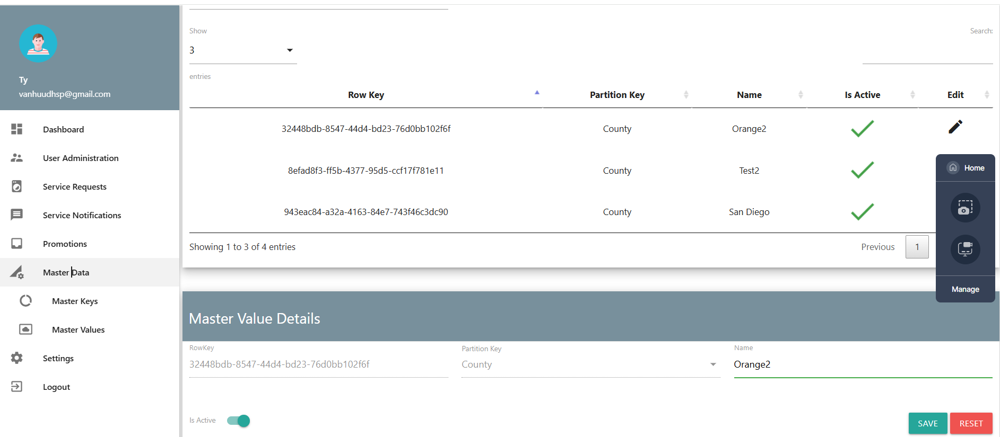 Ty
vanhuudhsp@gmail.com
Dashboard
User Administration
Service Requests
Service Notifications
Promotions
Master Data
Master Keys
Master Values
Settings
Logout
Show
Search:
3
entries
Row Key Partition Key Name Is Active Edit
32448bdb-8547-44d4-bd23-76d0bb102f6f County Orange2
8efad8f3-ff5b-4377-95d5-ccf17f781e11 County Test2
943eac84-a32a-4163-84e7-743f46c3dc90 County San Diego
Showing 1 to 3 of 4 entries
Previous 1
Home
Manage
Master Value Details
RowKey Partition Key Name
32448bdb-8547-44d4-bd23-76d0bb102f6f County Orange2
Is Active
SAVE RESET